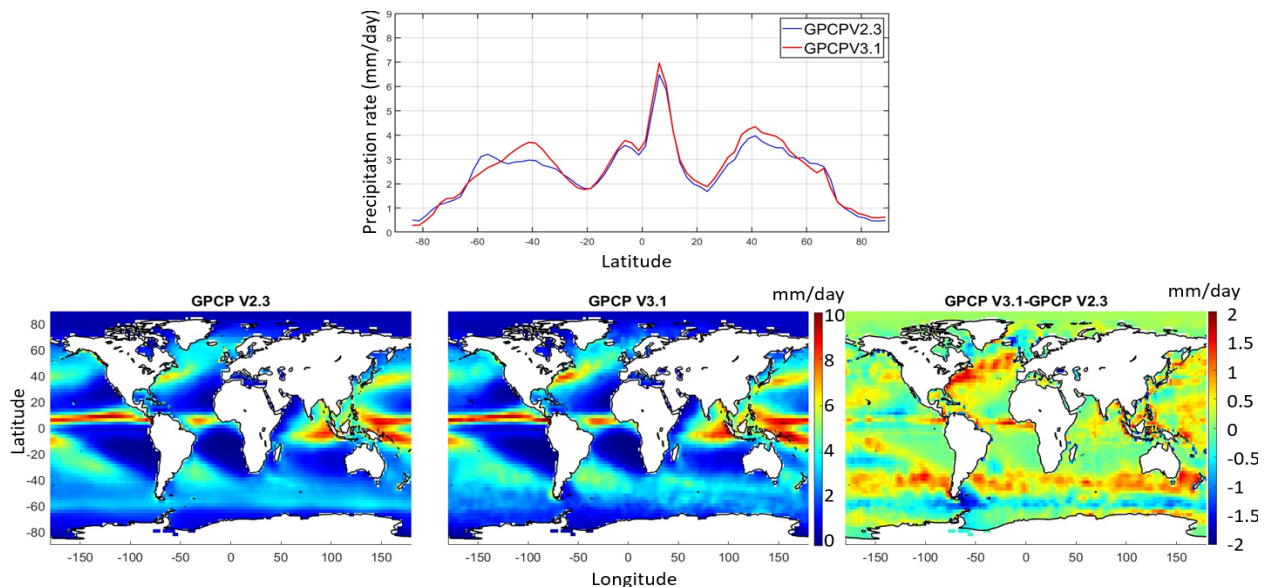 Precipitation rate (mm/day)
9
8
7
6
5
4
3
2
1
0
GPCPV2.3
GPCPV3.1
-80 -60 -40 -20 0 20 40 60 80
Latitude
GPCP V2.3
GPCP V3.1
mm/day
GPCP V3.1-GPCP V2.3
mm/day
Latitude
80
60
40
20
0
-20
-40
-60
-80
10
8
6
4
2
0
2
1.5
1
0.5
0
-0.5
-1
-1.5
-2
-150 -100 -50 0 50 100 150
-150 -100 -50 0 50 100 150
-150 -100 -50 0 50 100 150
Longitude